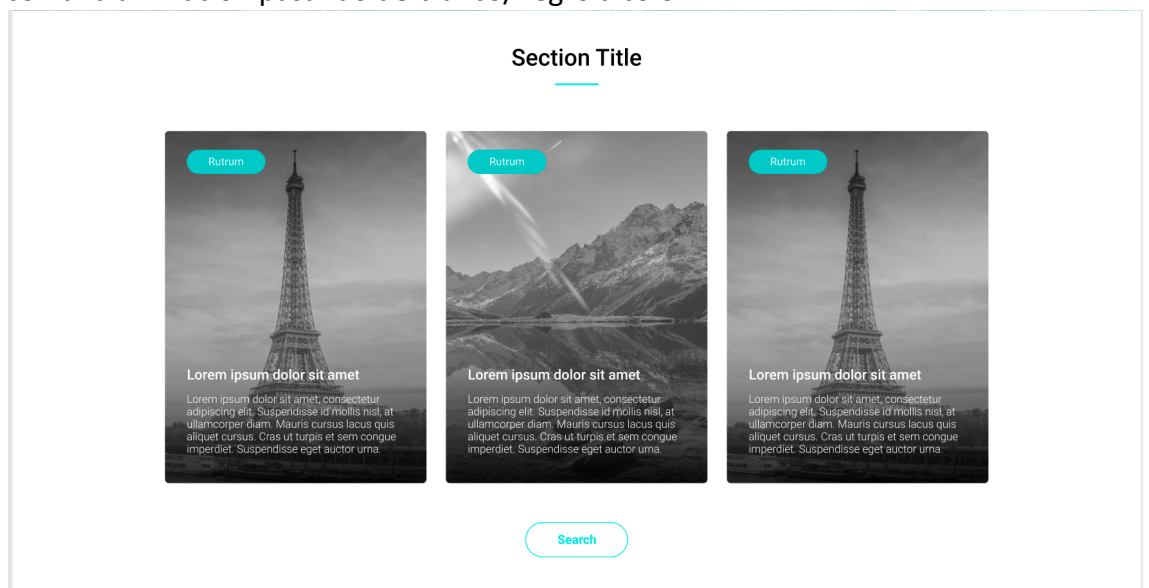 Section Title
Rutrum
Lorem ipsum dolor sit amet
Lorem ipsum dolor sit amet, consectetur
adipiscing elit. Suspendisse id mollis nisl, at
ullamcorper diam. Mauris cursus lacus quis
aliquet cursus. Cras ut turpis et sem congue
imperdiet. Suspendisse eget auctor urna.
Rutrum
Lorem ipsum dolor sit amet
Lorem ipsum dolor sit amet, consectetur
adipiscing elit. Suspendisse id mollis nisl, at
ullamcorper diam. Mauris cursus lacus quis
aliquet cursus. Cras ut turpis et sem congue
imperdiet. Suspendisse eget auctor urna.
Rutrum
Lorem ipsum dolor sit amet
Lorem ipsum dolor sit amet, consectetur
adipiscing elit. Suspendisse id mollis nisl, at
ullamcorper diam. Mauris cursus lacus quis
aliquet cursus. Cras ut turpis et sem congue
imperdiet. Suspendisse eget auctor urna.
Search